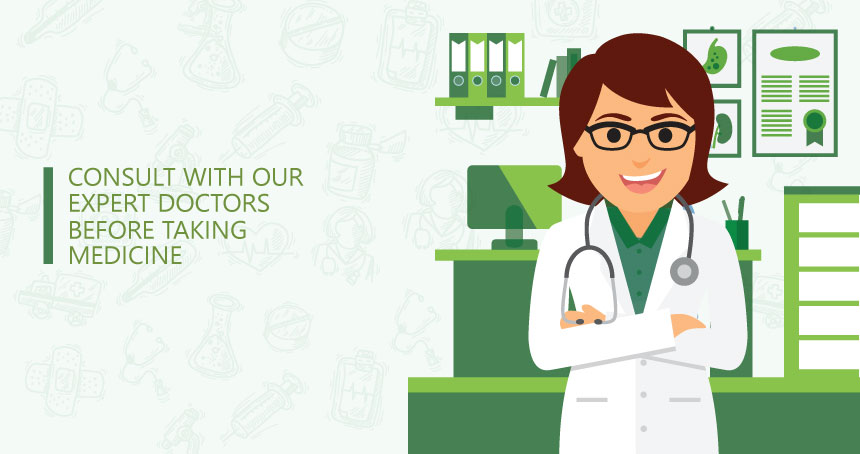 CONSULT WITH OUR
EXPERT DOCTORS
BEFORE TAKING
MEDICINE